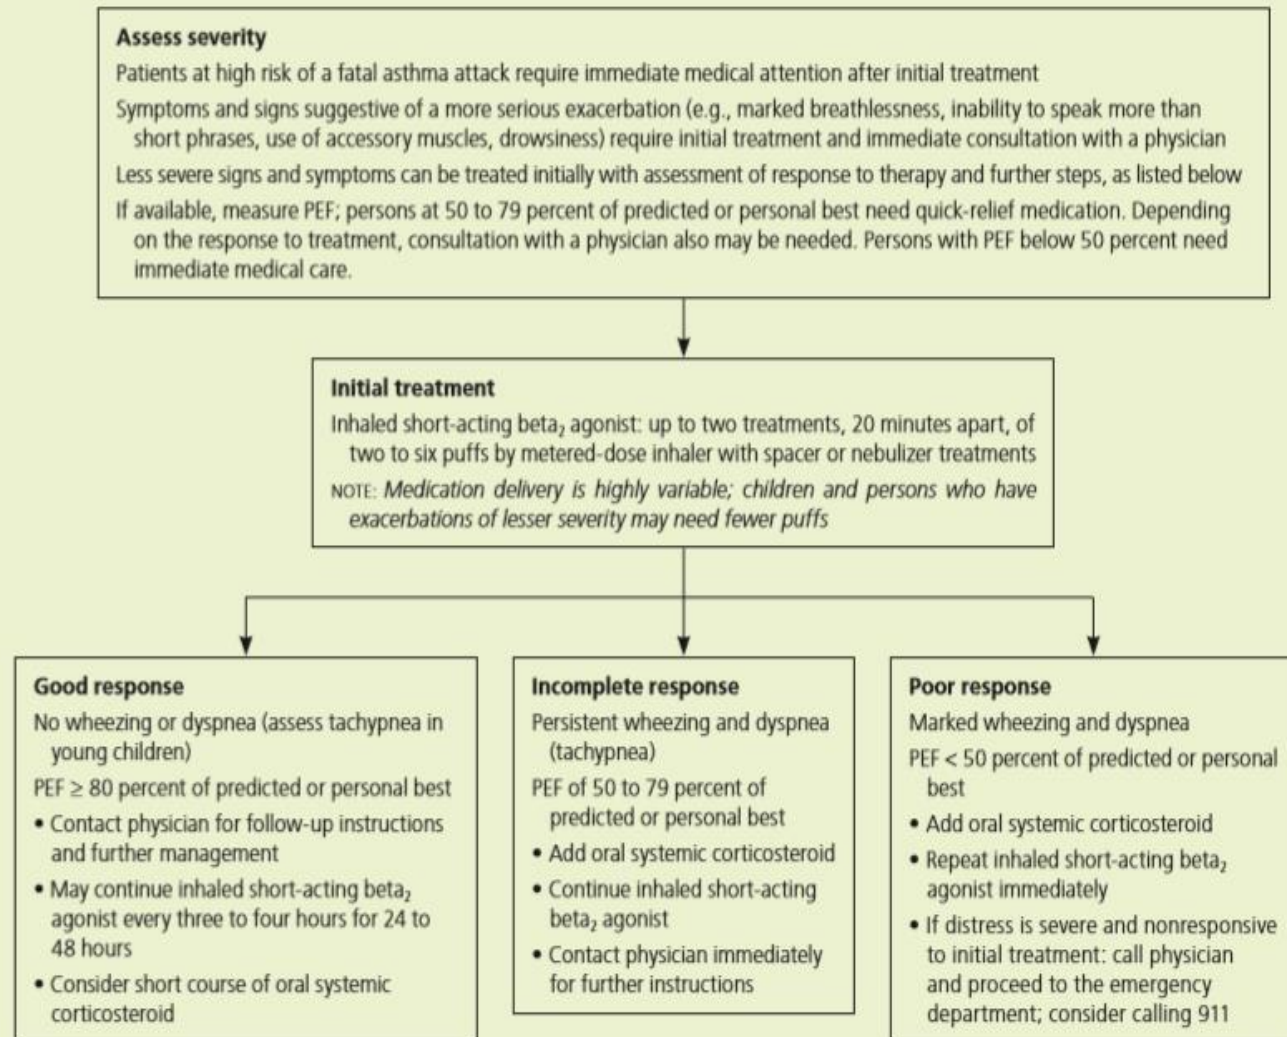 Assess severity
Patients at high risk of a fatal asthma attack require immediate medical attention after initial treatment
Symptoms and signs suggestive of a more serious exacerbation (e.g., marked breathlessness, inability to speak more than
short phrases, use of accessory muscles, drowsiness) require initial treatment and immediate consultation with a physician
Less severe signs and symptoms can be treated initially with assessment of response to therapy and further steps, as listed below
If available, measure PEF; persons at 50 to 79 percent of predicted or personal best need quick-relief medication. Depending
on the response to treatment, consultation with a physician also may be needed. Persons with PEF below 50 percent need
immediate medical care.
Initial treatment
Inhaled short-acting beta₂ agonist: up to two treatments, 20 minutes apart, of
two to six puffs by metered-dose inhaler with spacer or nebulizer treatments
NOTE: Medication delivery is highly variable; children and persons who have
exacerbations of lesser severity may need fewer puffs
Good response
No wheezing or dyspnea (assess tachypnea in
young children)
PEF ≥ 80 percent of predicted or personal best
• Contact physician for follow-up instructions
and further management
• May continue inhaled short-acting beta₂
agonist every three to four hours for 24 to
48 hours
• Consider short course of oral systemic
corticosteroid
Incomplete response
Persistent wheezing and dyspnea
(tachypnea)
PEF of 50 to 79 percent of
predicted or personal best
• Add oral systemic corticosteroid
• Continue inhaled short-acting
beta₂ agonist
• Contact physician immediately
for further instructions
Poor response
Marked wheezing and dyspnea
PEF < 50 percent of predicted or personal
best
• Add oral systemic corticosteroid
• Repeat inhaled short-acting beta₂
agonist immediately
• If distress is severe and nonresponsive
to initial treatment: call physician
and proceed to the emergency
department; consider calling 911